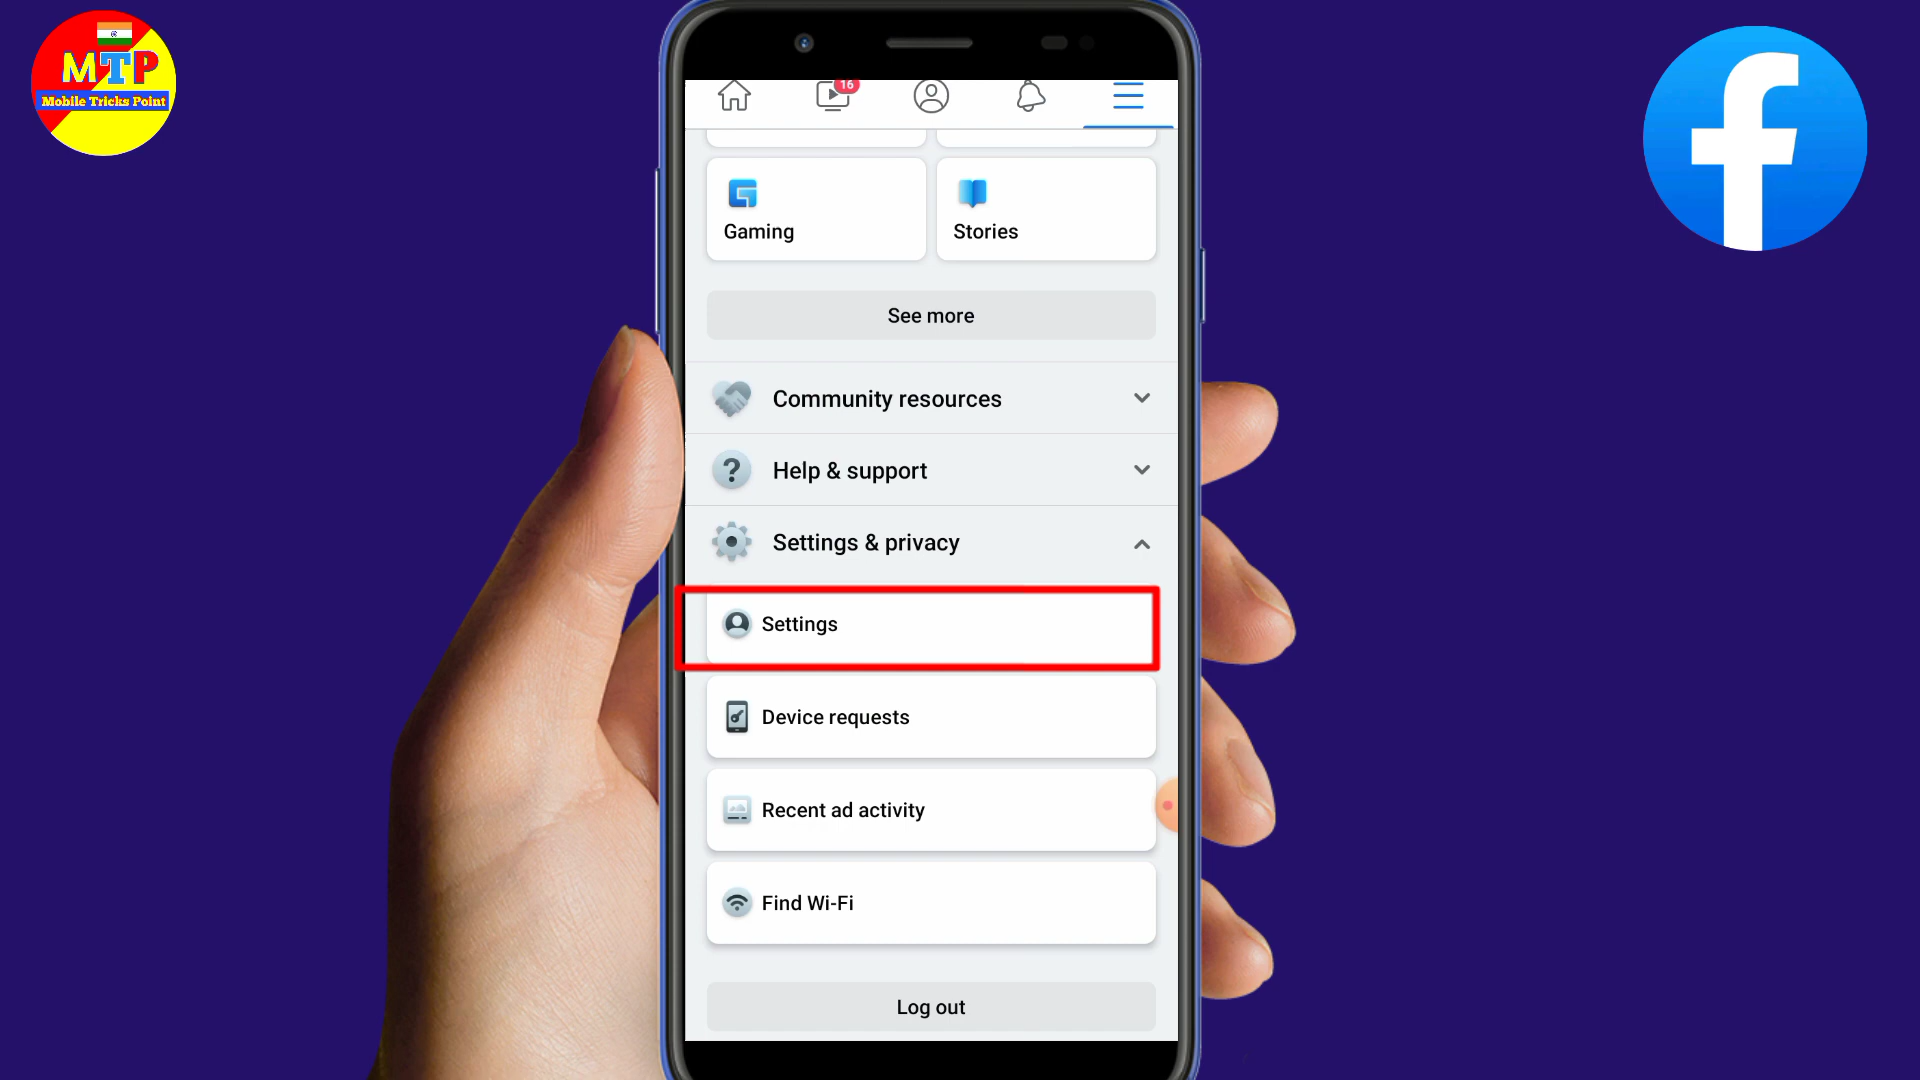 MTP
Mobile Tricks Point
16
Gaming
Stories
See more
Community resources
Help & support
Settings & privacy
Settings
Device requests
Recent ad activity
Find Wi-Fi
Log out